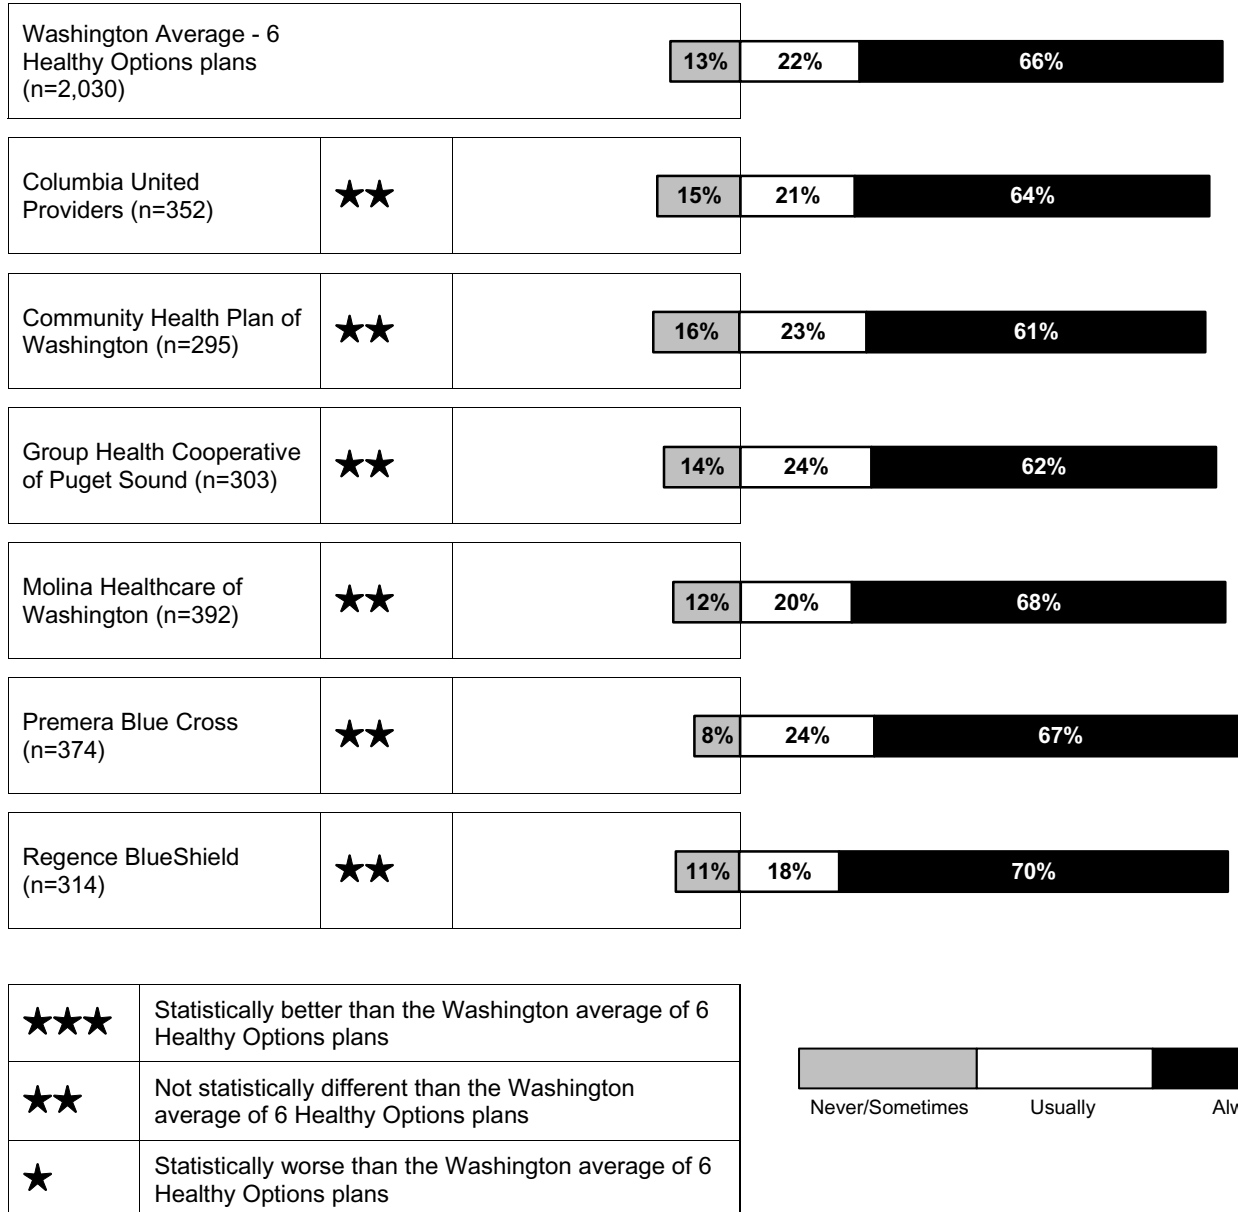 Washington Average - 6
Healthy Options plans
(n=2,030)
13% 22% 66%
Columbia United
Providers (n=352)
★★
15% 21% 64%
Community Health Plan of
Washington (n=295)
★★
16% 23% 61%
Group Health Cooperative
of Puget Sound (n=303)
★★
14% 24% 62%
Molina Healthcare of
Washington (n=392)
★★
12% 20% 68%
Premera Blue Cross
(n=374)
★★
8% 24% 67%
Regence BlueShield
(n=314)
★★
11% 18% 70%
★★★
Statistically better than the Washington average of 6
Healthy Options plans
★★
Not statistically different than the Washington
average of 6 Healthy Options plans
★
Statistically worse than the Washington average of 6
Healthy Options plans
Never/Sometimes Usually